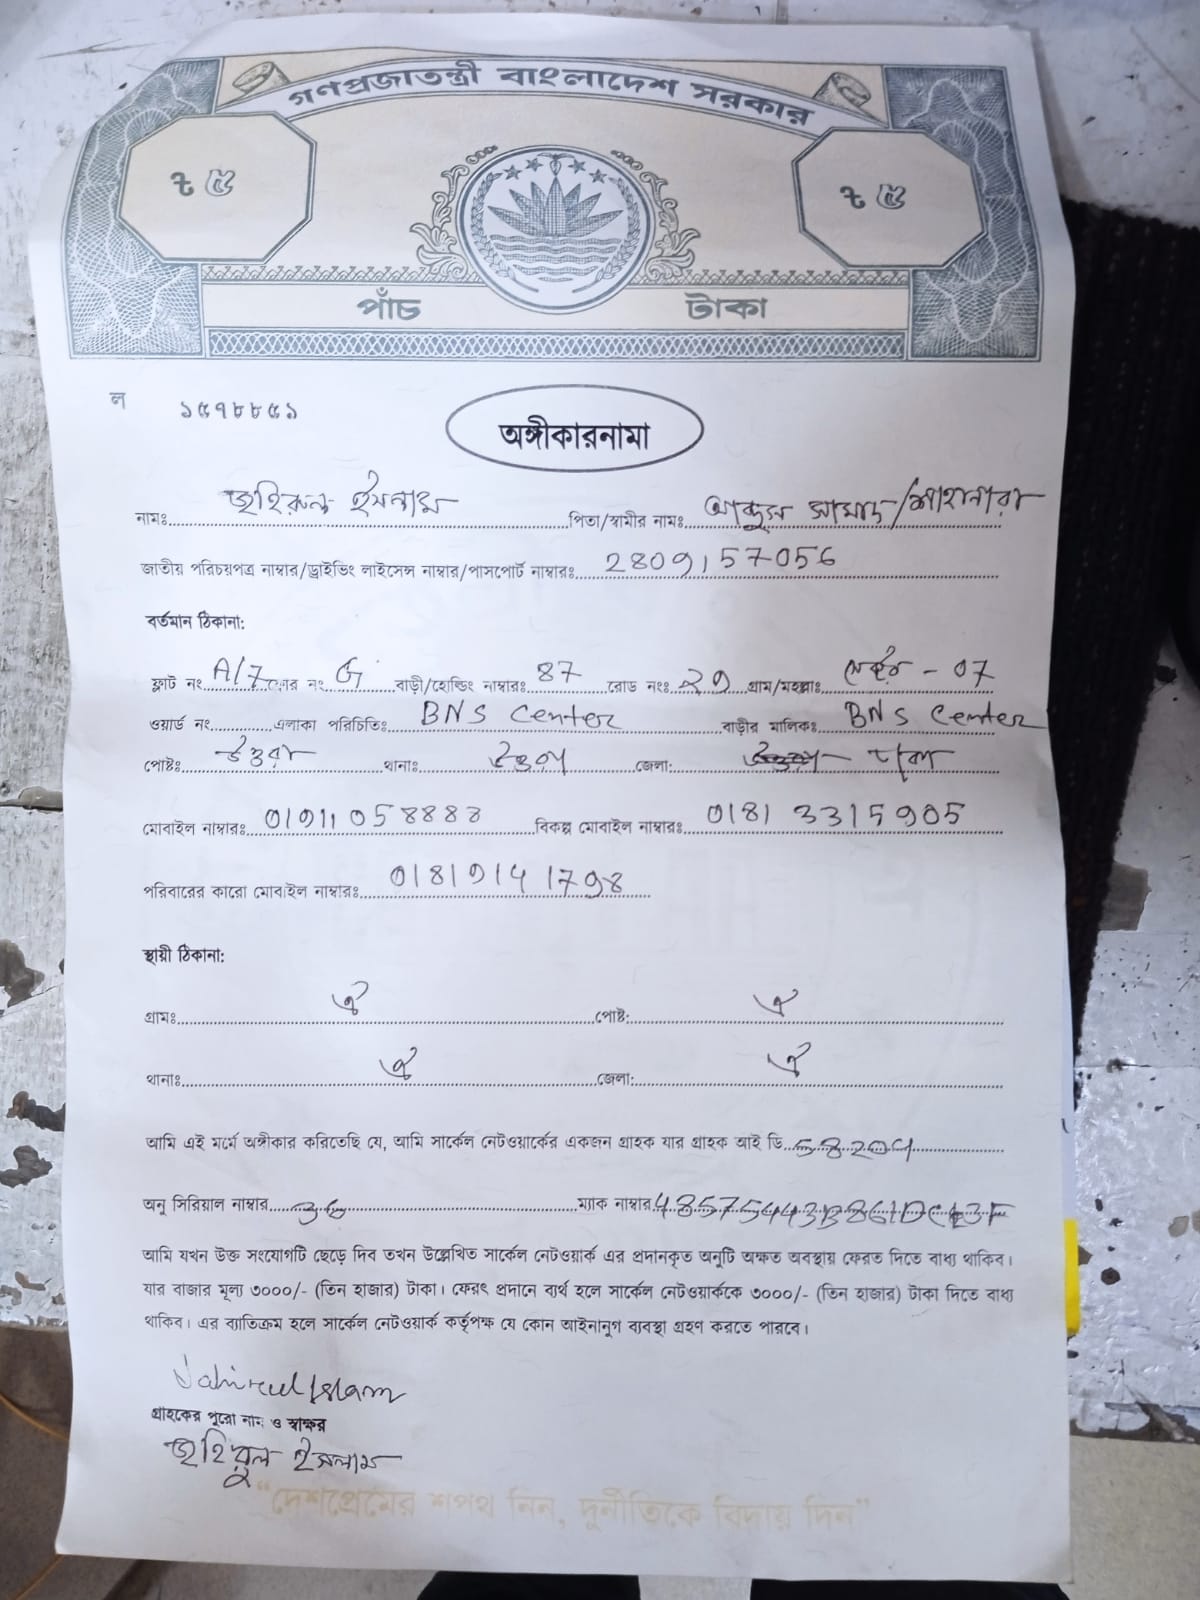 গণপ্রজাতন্ত্রী বাংলাদেশ সরকার
৳ ৫ ৳ ৫
পাঁচ টাকা
ল ১৫৭৮৮৫১
অঙ্গীকারনামা
নামঃ জহিরুল ইসলাম পিতা/স্বামীর নামঃ আব্দুস সামাদ/শাহানারা
জাতীয় পরিচয়পত্র নাম্বার/ড্রাইভিং লাইসেন্স নাম্বার/পাসপোর্ট নাম্বারঃ 2809157056
বর্তমান ঠিকানা:
ফ্লাট নং A/7 ফ্লোর নং G বাড়ী/হোল্ডিং নাম্বারঃ 87 রোড নংঃ গ্রাম/মহল্লাঃ সেক্টর - 07
ওয়ার্ড নং এলাকা পরিচিতিঃ BNS Center বাড়ীর মালিকঃ BNS Center
পোষ্টঃ উত্তরা থানাঃ উত্তরা জেলা: ঢাকা
মোবাইল নাম্বারঃ 01911058883 বিকল্প মোবাইল নাম্বারঃ 01813315905
পরিবারের কারো মোবাইল নাম্বারঃ 01819141798
স্থায়ী ঠিকানা:
গ্রামঃ ঐ পোষ্ট: ঐ
থানাঃ ঐ জেলা: ঐ
আমি এই মর্মে অঙ্গীকার করিতেছি যে, আমি সার্কেল নেটওয়ার্কের একজন গ্রাহক যার গ্রাহক আই ডি
অনু সিরিয়াল নাম্বার 36 ম্যাক নাম্বার
আমি যখন উক্ত সংযোগটি ছেড়ে দিব তখন উল্লেখিত সার্কেল নেটওয়ার্ক এর প্রদানকৃত অনুটি অক্ষত অবস্থায় ফেরত দিতে বাধ্য থাকিব।
যার বাজার মূল্য ৩০০০/- (তিন হাজার) টাকা। ফেরৎ প্রদানে ব্যর্থ হলে সার্কেল নেটওয়ার্ককে ৩০০০/- (তিন হাজার) টাকা দিতে বাধ্য
থাকিব। এর ব্যতিক্রম হলে সার্কেল নেটওয়ার্ক কর্তৃপক্ষ যে কোন আইনানুগ ব্যবস্থা গ্রহণ করতে পারবে।
Jahirul Islam
গ্রাহকের পুরো নাম ও স্বাক্ষর
জহিরুল ইসলাম
“দেশপ্রেমের শপথ নিন, দুর্নীতিকে বিদায় দিন”